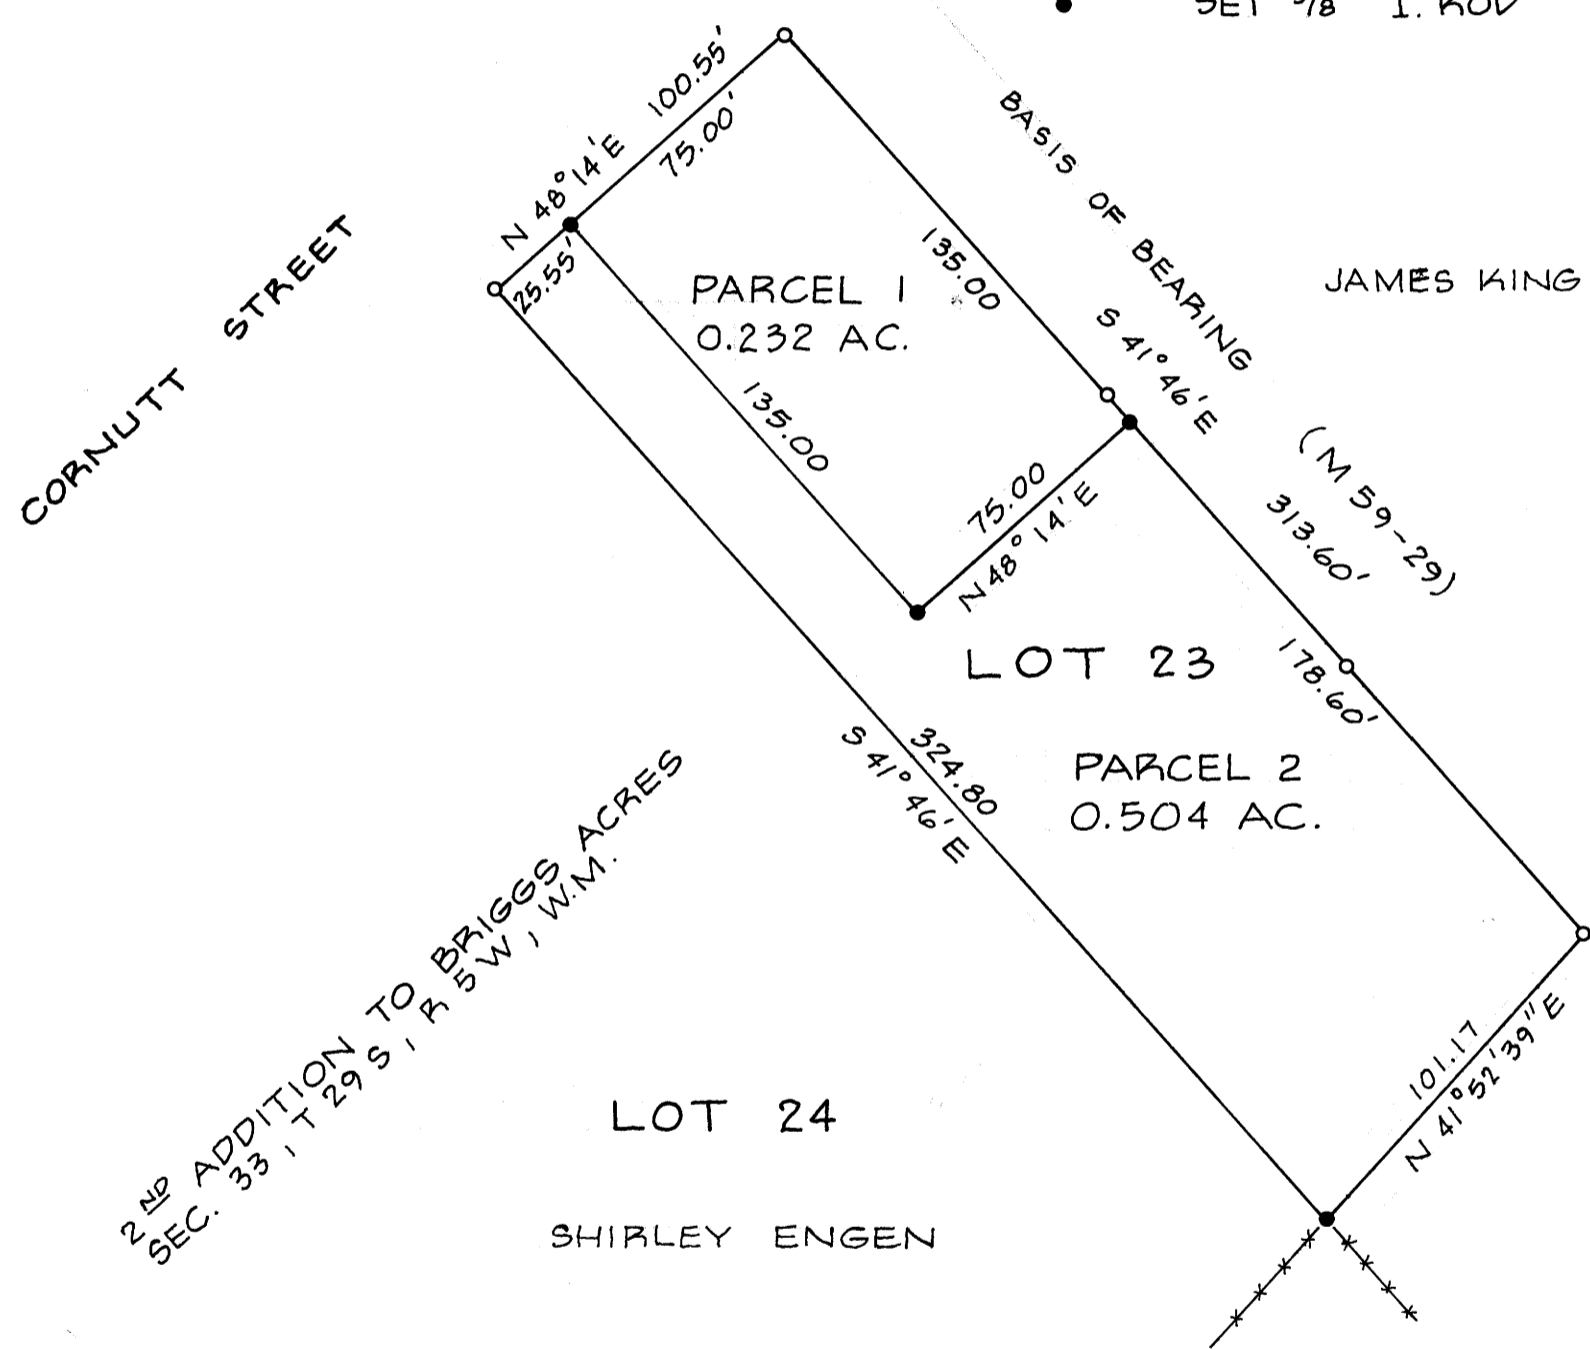 SET 5/8" I. ROD
N 48°14'E 100.55'
75.00'
25.55'
BASIS OF BEARING (M 59-29)
S 41°46'E 313.60'
JAMES KING
CORNUTT STREET
PARCEL 1
0.232 AC.
135.00
135.00
75.00
N 48°14'E
LOT 23
178.60'
PARCEL 2
0.504 AC.
324.80
S 41°46'E
2ND ADDITION TO BRIGGS ACRES
SEC. 33, T 29 S, R 5 W, W.M.
101.17
N 41°52'39"E
LOT 24
SHIRLEY ENGEN